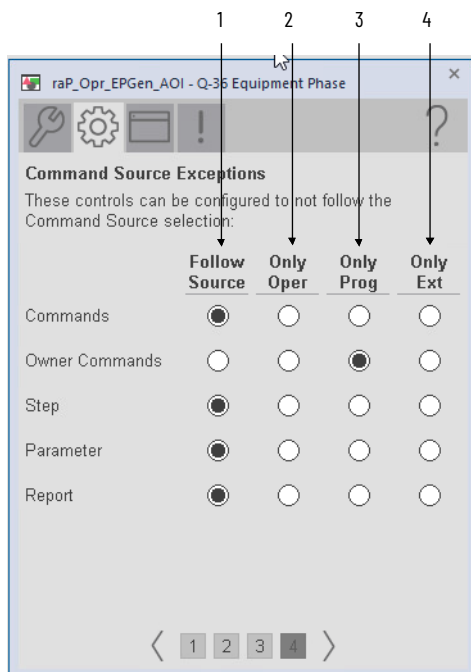 1 2 3 4
raP_Opr_EPGen_AOI - Q-36 Equipment Phase
Command Source Exceptions
These controls can be configured to not follow the
Command Source selection:
Follow Only Only Only
Source Oper Prog Ext
Commands
Owner Commands
Step
Parameter
Report
1 2 3 4